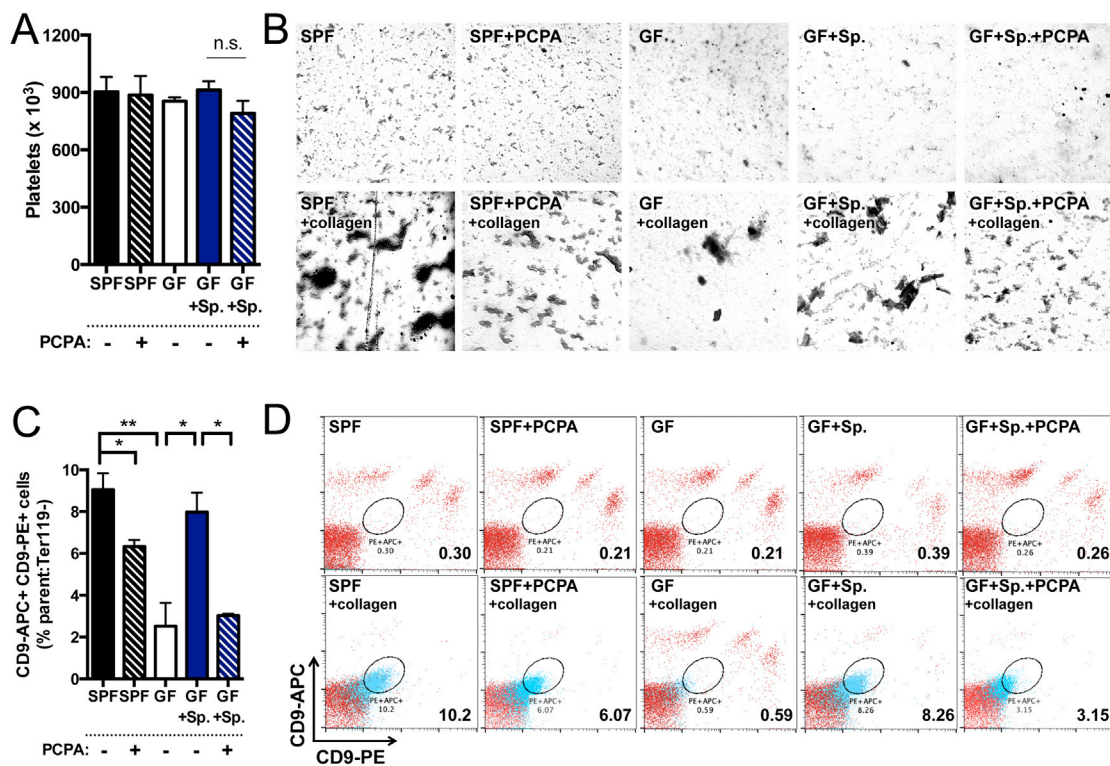 A
1200
900
600
300
0
Platelets (x 10³)
n.s.
SPF SPF GF GF GF
+Sp. +Sp.
PCPA: - + - - +
B
SPF
SPF+PCPA
GF
GF+Sp.
GF+Sp.+PCPA
SPF
+collagen
SPF+PCPA
+collagen
GF
+collagen
GF+Sp.
+collagen
GF+Sp.+PCPA
+collagen
C
** * *
*
10
8
6
4
2
0
CD9-APC+ CD9-PE+ cells
(% parent:Ter119-)
SPF SPF GF GF GF
+Sp. +Sp.
PCPA: - + - - +
D
SPF
PE+APC+
0.30
0.30
SPF+PCPA
PE+APC+
0.21
0.21
GF
PE+APC+
0.21
0.21
GF+Sp.
PE+APC+
0.39
0.39
GF+Sp.+PCPA
PE+APC+
0.26
0.26
SPF
+collagen
PE+APC+
10.2
10.2
SPF+PCPA
+collagen
PE+APC+
6.07
6.07
GF
+collagen
PE+APC+
0.59
0.59
GF+Sp.
+collagen
PE+APC+
8.26
8.26
GF+Sp.+PCPA
+collagen
PE+APC+
3.15
3.15
CD9-APC
CD9-PE